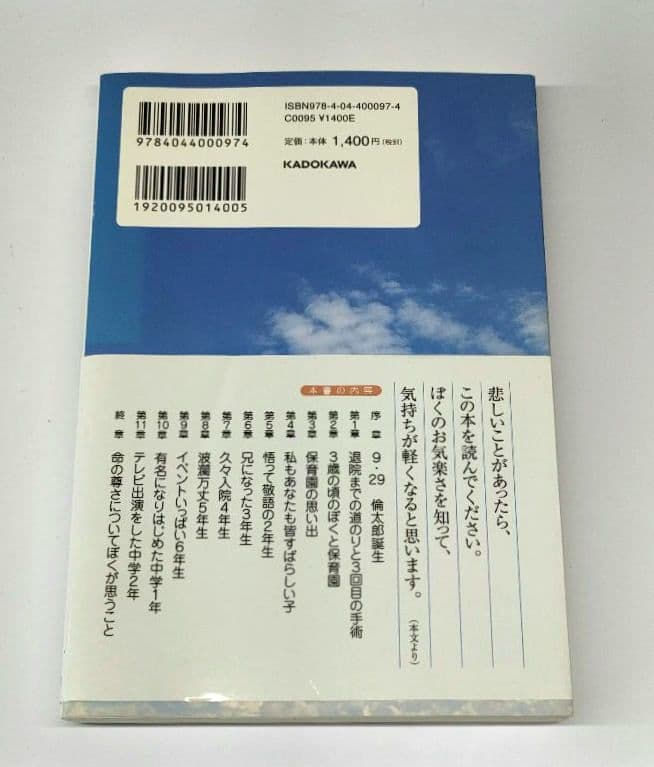 ISBN978-4-04-400097-4
C0095 ¥1400E
定価：本体1,400円（税別）
KADOKAWA
9784044000974
1920095014005
悲しいことがあったら、
この本を読んでください。
ぼくのお気楽さを知って、
気持ちが軽くなると思います。
（本文より）
本書の内容
序章 9・29 倫太郎誕生
第1章 退院までの道のりと3回目の手術
第2章 3歳の頃のぼくと保育園
第3章 保育園の思い出
第4章 私もあなたも皆すばらしい子
第5章 悟って敬語の2年生
第6章 兄になった3年生
第7章 久々入院4年生
第8章 波瀾万丈5年生
第9章 イベントいっぱい6年生
第10章 有名になりはじめた中学1年
第11章 テレビ出演をした中学2年
終章 命の尊さについてぼくが思うこと